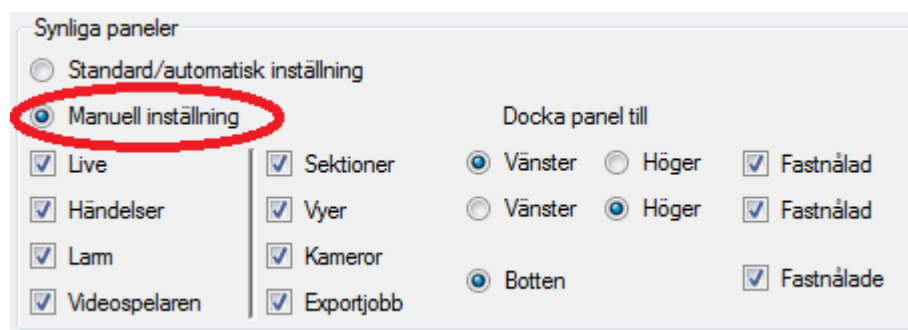 Synliga paneler
Standard/automatisk inställning
Manuell inställning Docka panel till
Live Sektioner Vänster Höger Fastnålad
Händelser Vyer Vänster Höger Fastnålad
Larm Kameror
Botten Fastnålade
Videospelaren Exportjobb